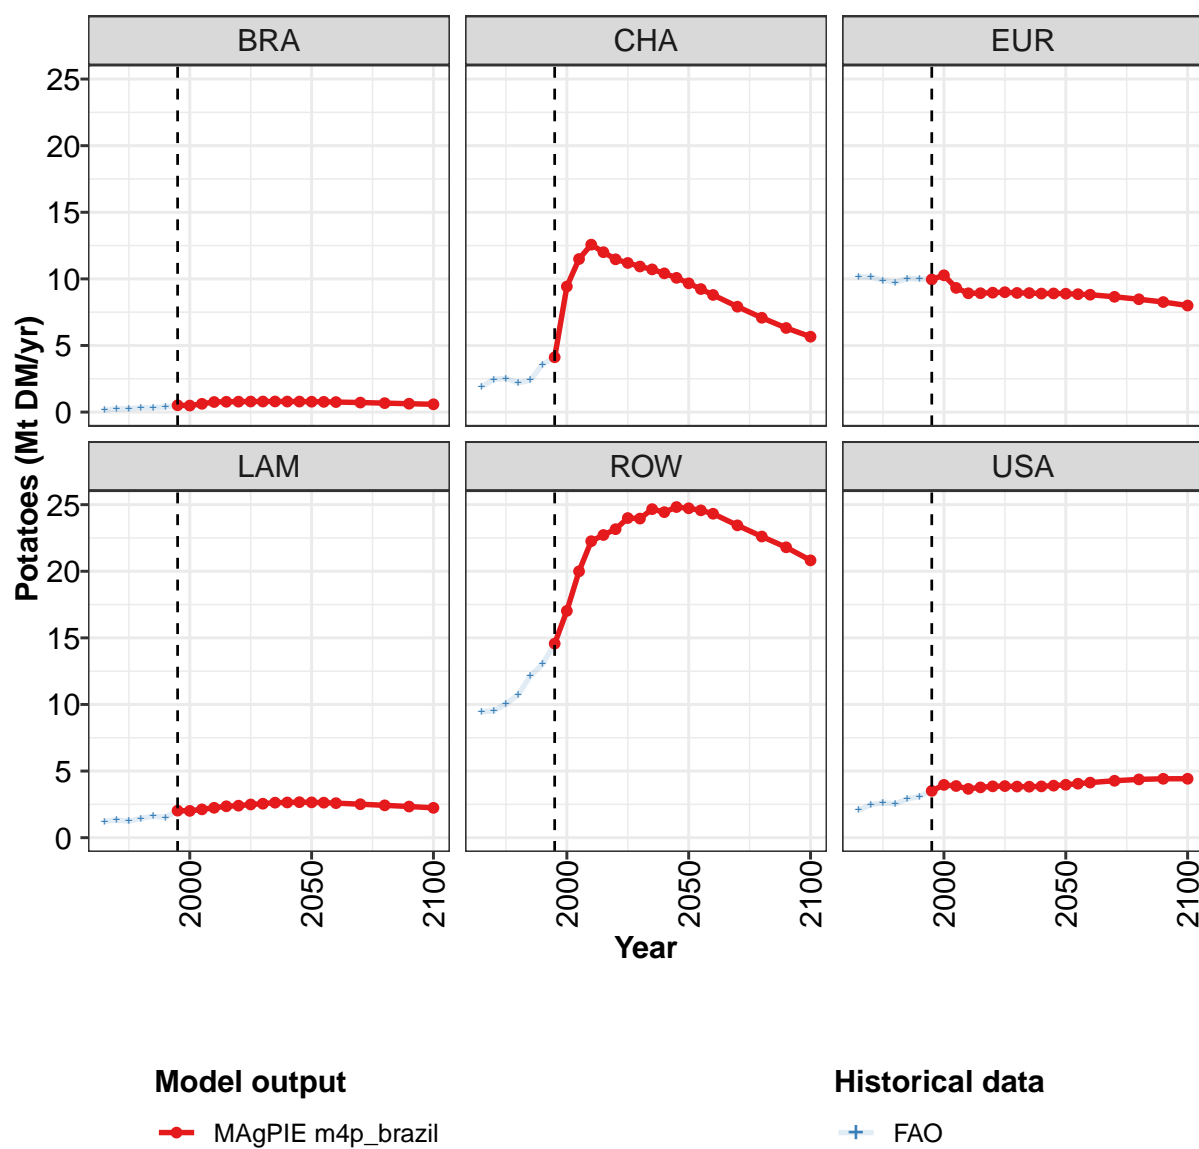 BRA CHA EUR
25
20
15
10
5
0
LAM ROW USA
25
20
15
10
5
0
Potatoes (Mt DM/yr)
2000 2050 2100 2000 2050 2100 2000 2050 2100
Year
Model output Historical data
MAgPIE m4p_brazil FAO